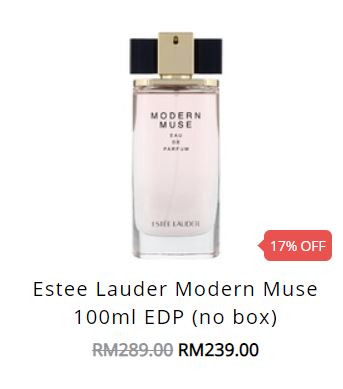 MODERN
MUSE
EAU
DE
PARFUM
ESTĒE LAUDER
17% OFF
Estee Lauder Modern Muse
100ml EDP (no box)
RM289.00 RM239.00